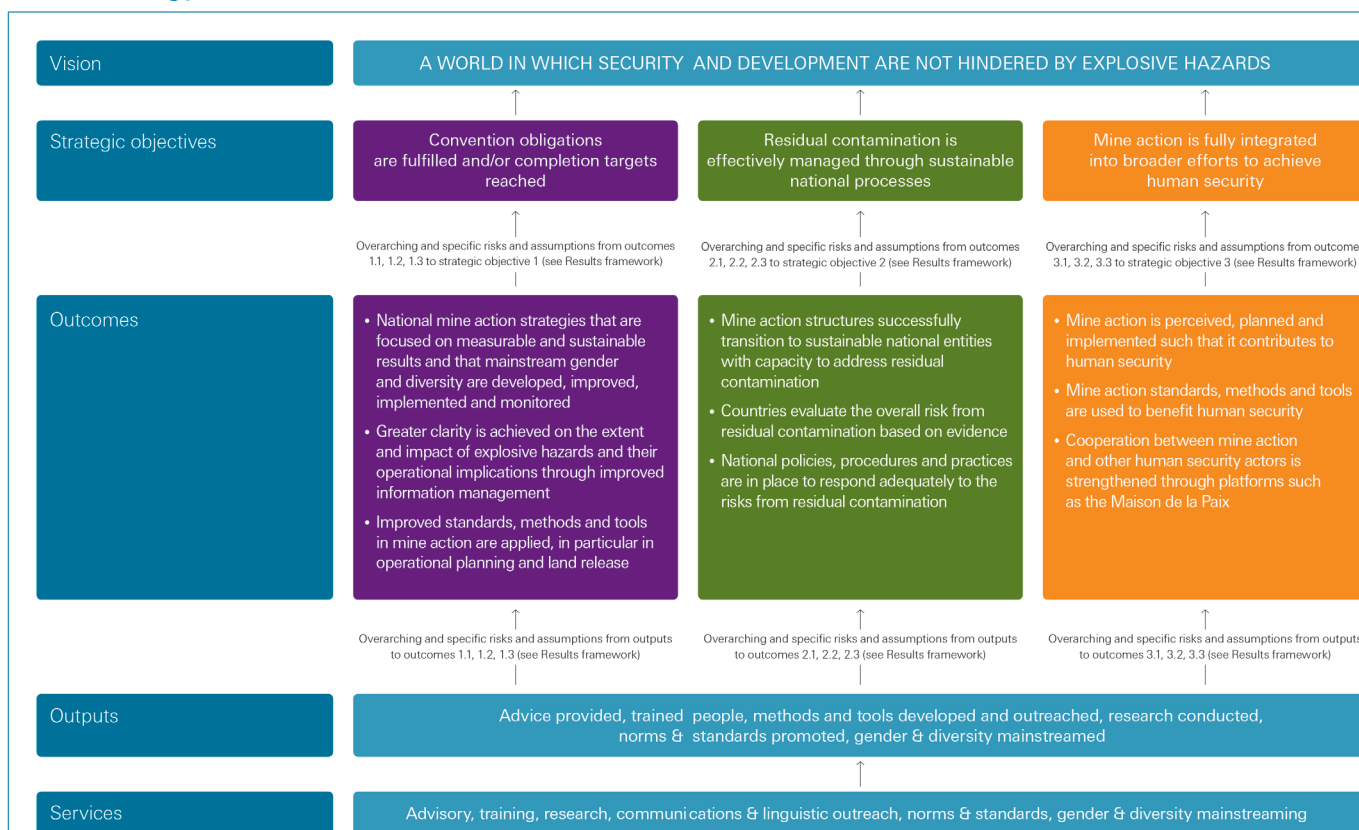 Vision
A WORLD IN WHICH SECURITY AND DEVELOPMENT ARE NOT HINDERED BY EXPLOSIVE HAZARDS
Strategic objectives
Convention obligations
are fulfilled and/or completion targets
reached
Residual contamination is
effectively managed through sustainable
national processes
Mine action is fully integrated
into broader efforts to achieve
human security
Overarching and specific risks and assumptions from outcomes
1.1, 1.2, 1.3 to strategic objective 1 (see Results framework)
Overarching and specific risks and assumptions from outcomes
2.1, 2.2, 2.3 to strategic objective 2 (see Results framework)
Overarching and specific risks and assumptions from outcome
3.1, 3.2, 3.3 to strategic objective 3 (see Results framework)
Outcomes
• National mine action strategies that are
focused on measurable and sustainable
results and that mainstream gender
and diversity are developed, improved,
implemented and monitored
• Greater clarity is achieved on the extent
and impact of explosive hazards and their
operational implications through improved
information management
• Improved standards, methods and tools
in mine action are applied, in particular in
operational planning and land release
• Mine action structures successfully
transition to sustainable national entities
with capacity to address residual
contamination
• Countries evaluate the overall risk from
residual contamination based on evidence
• National policies, procedures and practices
are in place to respond adequately to the
risks from residual contamination
• Mine action is perceived, planned and
implemented such that it contributes to
human security
• Mine action standards, methods and tools
are used to benefit human security
• Cooperation between mine action
and other human security actors is
strengthened through platforms such
as the Maison de la Paix
Overarching and specific risks and assumptions from outputs
to outcomes 1.1, 1.2, 1.3 (see Results framework)
Overarching and specific risks and assumptions from outputs
to outcomes 2.1, 2.2, 2.3 (see Results framework)
Overarching and specific risks and assumptions from outputs
to outcomes 3.1, 3.2, 3.3 (see Results framework)
Outputs
Advice provided, trained people, methods and tools developed and outreached, research conducted,
norms & standards promoted, gender & diversity mainstreamed
Services
Advisory, training, research, communications & linguistic outreach, norms & standards, gender & diversity mainstreaming